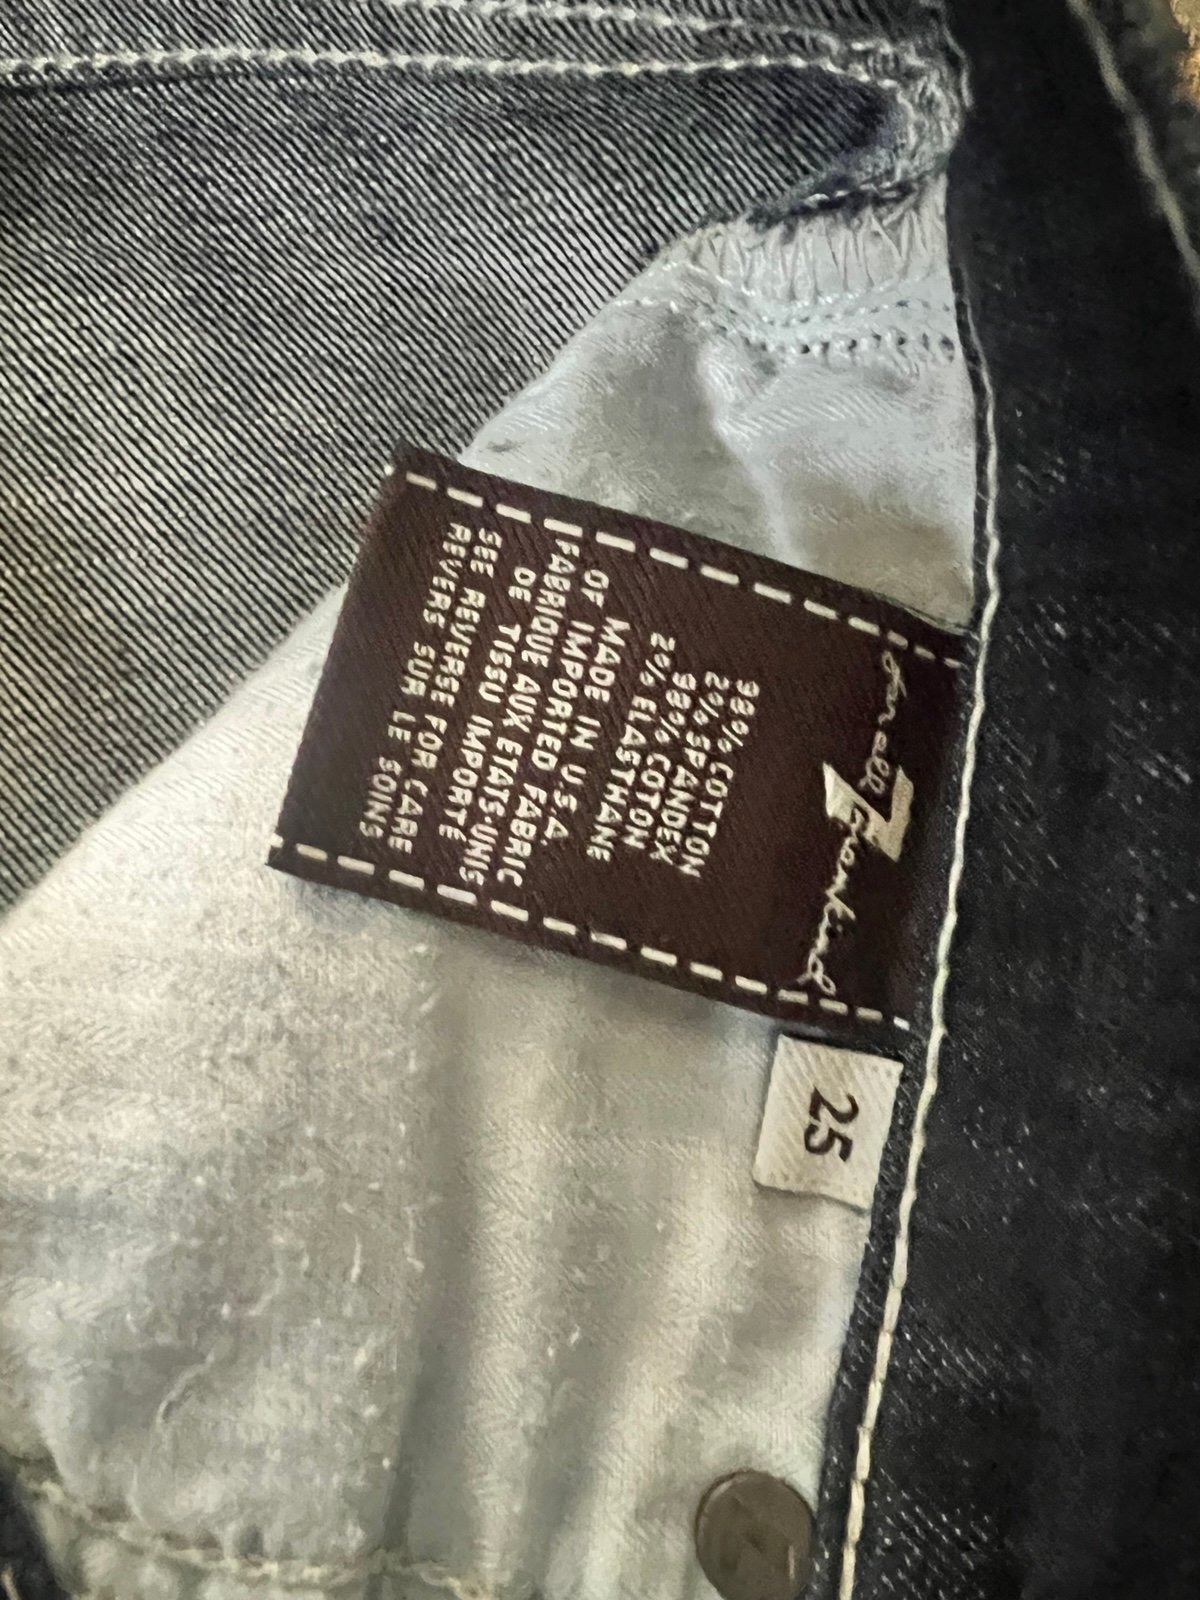 for all 7 mankind
98% COTTON
2% SPANDEX
98% COTON
2% ELASTHANE
MADE IN U.S.A.
OF IMPORTED FABRIC
FABRIQUE AUX ETATS-UNIS
DE TISSU IMPORTÉ
SEE REVERSE FOR CARE
REVERS SUR LE SOINS
25